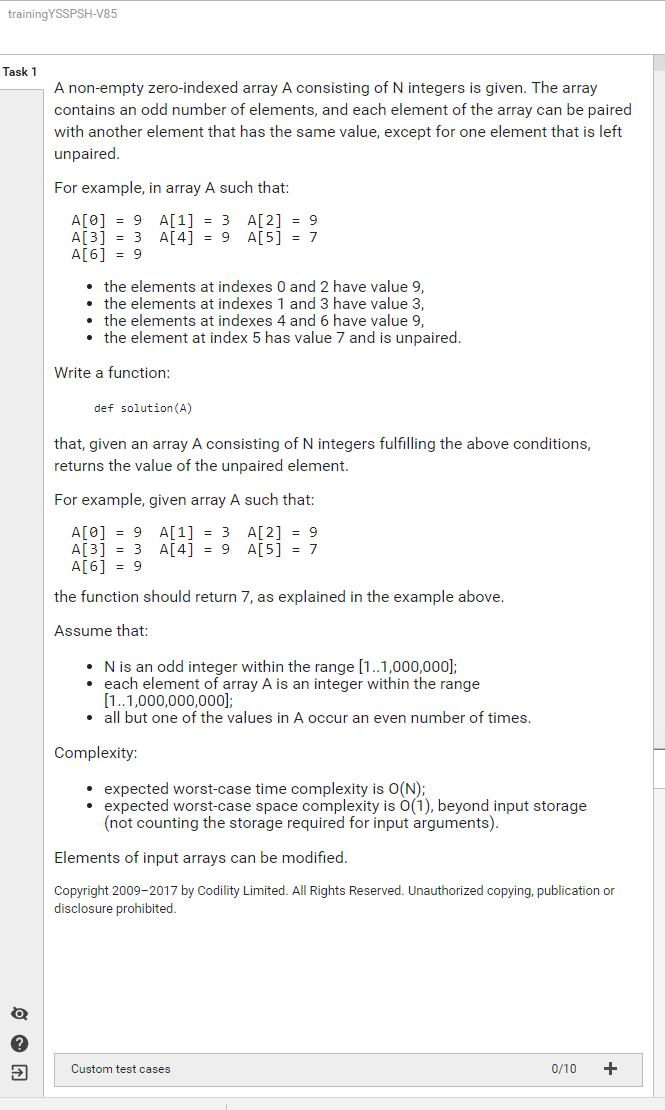 trainingYSSPSH-V85
Task 1
A non-empty zero-indexed array A consisting of N integers is given. The array
contains an odd number of elements, and each element of the array can be paired
with another element that has the same value, except for one element that is left
unpaired.
For example, in array A such that:
A[0] = 9  A[1] = 3  A[2] = 9
A[3] = 3  A[4] = 9  A[5] = 7
A[6] = 9
• the elements at indexes 0 and 2 have value 9,
• the elements at indexes 1 and 3 have value 3,
• the elements at indexes 4 and 6 have value 9,
• the element at index 5 has value 7 and is unpaired.
Write a function:
def solution(A)
that, given an array A consisting of N integers fulfilling the above conditions,
returns the value of the unpaired element.
For example, given array A such that:
A[0] = 9  A[1] = 3  A[2] = 9
A[3] = 3  A[4] = 9  A[5] = 7
A[6] = 9
the function should return 7, as explained in the example above.
Assume that:
• N is an odd integer within the range [1..1,000,000];
• each element of array A is an integer within the range
[1..1,000,000,000];
• all but one of the values in A occur an even number of times.
Complexity:
• expected worst-case time complexity is O(N);
• expected worst-case space complexity is O(1), beyond input storage
(not counting the storage required for input arguments).
Elements of input arrays can be modified.
Copyright 2009–2017 by Codility Limited. All Rights Reserved. Unauthorized copying, publication or
disclosure prohibited.
Custom test cases 0/10 +